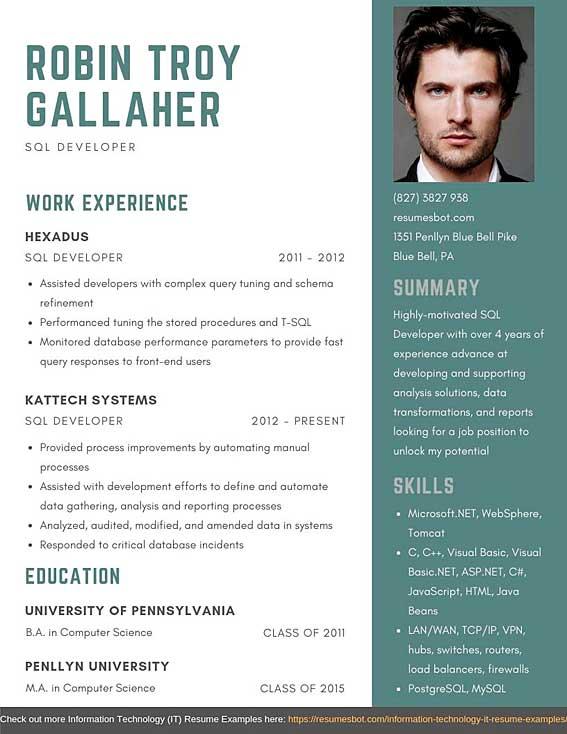 ROBIN TROY
GALLAHER
SQL DEVELOPER
WORK EXPERIENCE
HEXADUS
SQL DEVELOPER 2011 - 2012
• Assisted developers with complex query tuning and schema
refinement
• Performanced tuning the stored procedures and T-SQL
• Monitored database performance parameters to provide fast
query responses to front-end users
KATTECH SYSTEMS
SQL DEVELOPER 2012 - PRESENT
• Provided process improvements by automating manual
processes
• Assisted with development efforts to define and automate
data gathering, analysis and reporting processes
• Analyzed, audited, modified, and amended data in systems
• Responded to critical database incidents
EDUCATION
UNIVERSITY OF PENNSYLVANIA
B.A. in Computer Science CLASS OF 2011
PENLLYN UNIVERSITY
M.A. in Computer Science CLASS OF 2015
(827) 3827 938
resumesbot.com
1351 Penllyn Blue Bell Pike
Blue Bell, PA
SUMMARY
Highly-motivated SQL
Developer with over 4 years of
experience advance at
developing and supporting
analysis solutions, data
transformations, and reports
looking for a job position to
unlock my potential
SKILLS
• Microsoft.NET, WebSphere,
Tomcat
• C, C++, Visual Basic, Visual
Basic.NET, ASP.NET, C#,
JavaScript, HTML, Java
Beans
• LAN/WAN, TCP/IP, VPN,
hubs, switches, routers,
load balancers, firewalls
• PostgreSQL, MySQL
Check out more Information Technology (IT) Resume Examples here: https://resumesbot.com/information-technology-it-resume-examples/